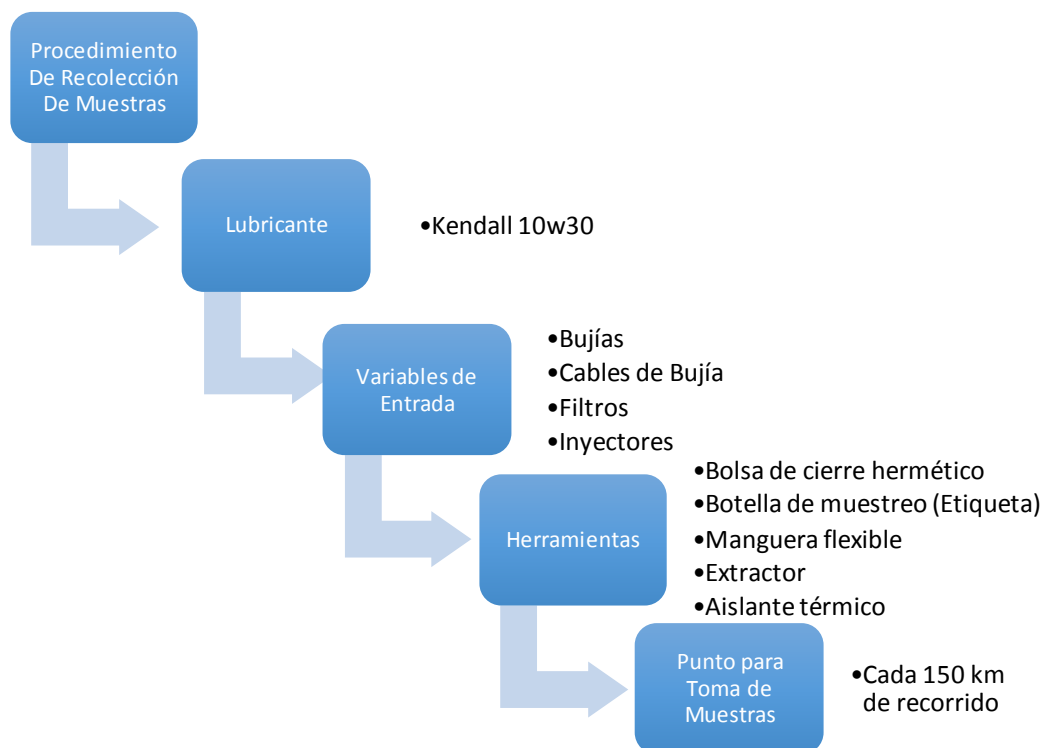 Procedimiento
De Recolección
De Muestras
Lubricante
•Kendall 10w30
Variables de
Entrada
•Bujías
•Cables de Bujía
•Filtros
•Inyectores
Herramientas
•Bolsa de cierre hermético
•Botella de muestreo (Etiqueta)
•Manguera flexible
•Extractor
•Aislante térmico
Punto para
Toma de
Muestras
•Cada 150 km
de recorrido